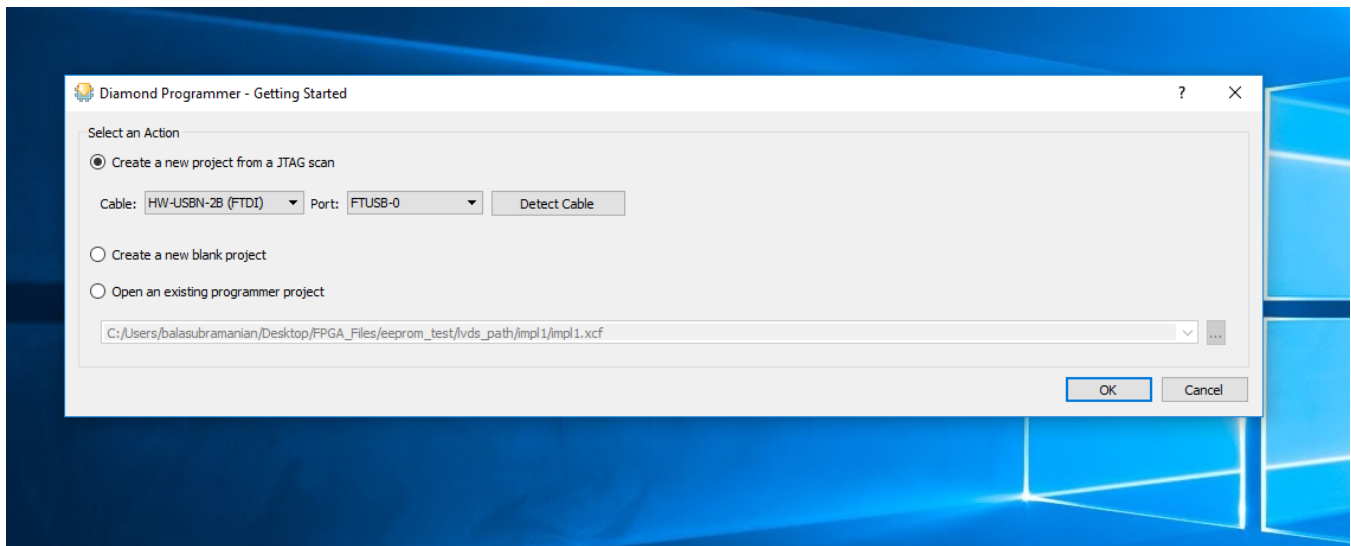 Diamond Programmer - Getting Started ?
Select an Action
Create a new project from a JTAG scan
Cable: HW-USBN-2B (FTDI) Port: FTUSB-0 Detect Cable
Create a new blank project
Open an existing programmer project
C:/Users/balasubramanian/Desktop/FPGA_Files/eeprom_test/lvds_path/impl1/impl1.xcf ...
OK Cancel